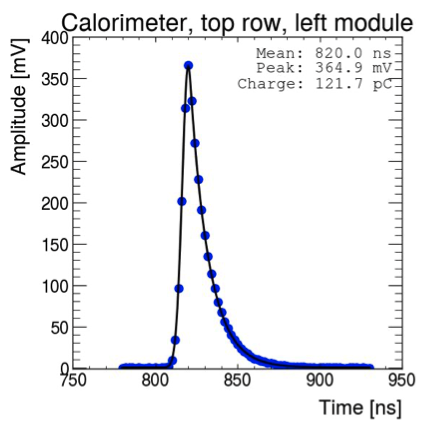 Calorimeter, top row, left module
Mean: 820.0 ns
Peak: 364.9 mV
Charge: 121.7 pC
Amplitude [mV]
400
350
300
250
200
150
100
50
0
750
800
850
900
950
Time [ns]